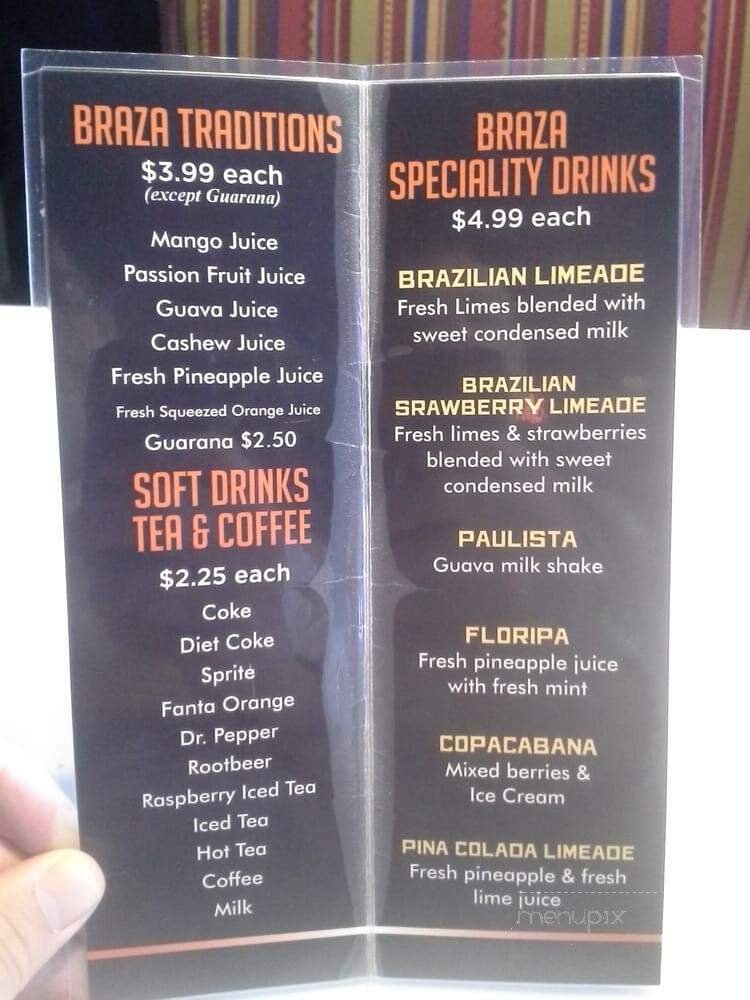 BRAZA TRADITIONS
$3.99 each
(except Guarana)
Mango Juice
Passion Fruit Juice
Guava Juice
Cashew Juice
Fresh Pineapple Juice
Fresh Squeezed Orange Juice
Guarana $2.50
SOFT DRINKS
TEA & COFFEE
$2.25 each
Coke
Diet Coke
Sprite
Fanta Orange
Dr. Pepper
Rootbeer
Raspberry Iced Tea
Iced Tea
Hot Tea
Coffee
Milk
BRAZA
SPECIALITY DRINKS
$4.99 each
BRAZILIAN LIMEADE
Fresh Limes blended with
sweet condensed milk
BRAZILIAN
SRAWBERRY LIMEADE
Fresh limes & strawberries
blended with sweet
condensed milk
PAULISTA
Guava milk shake
FLORIPA
Fresh pineapple juice
with fresh mint
COPACABANA
Mixed berries &
Ice Cream
PINA COLADA LIMEADE
Fresh pineapple & fresh
lime juice
menupix